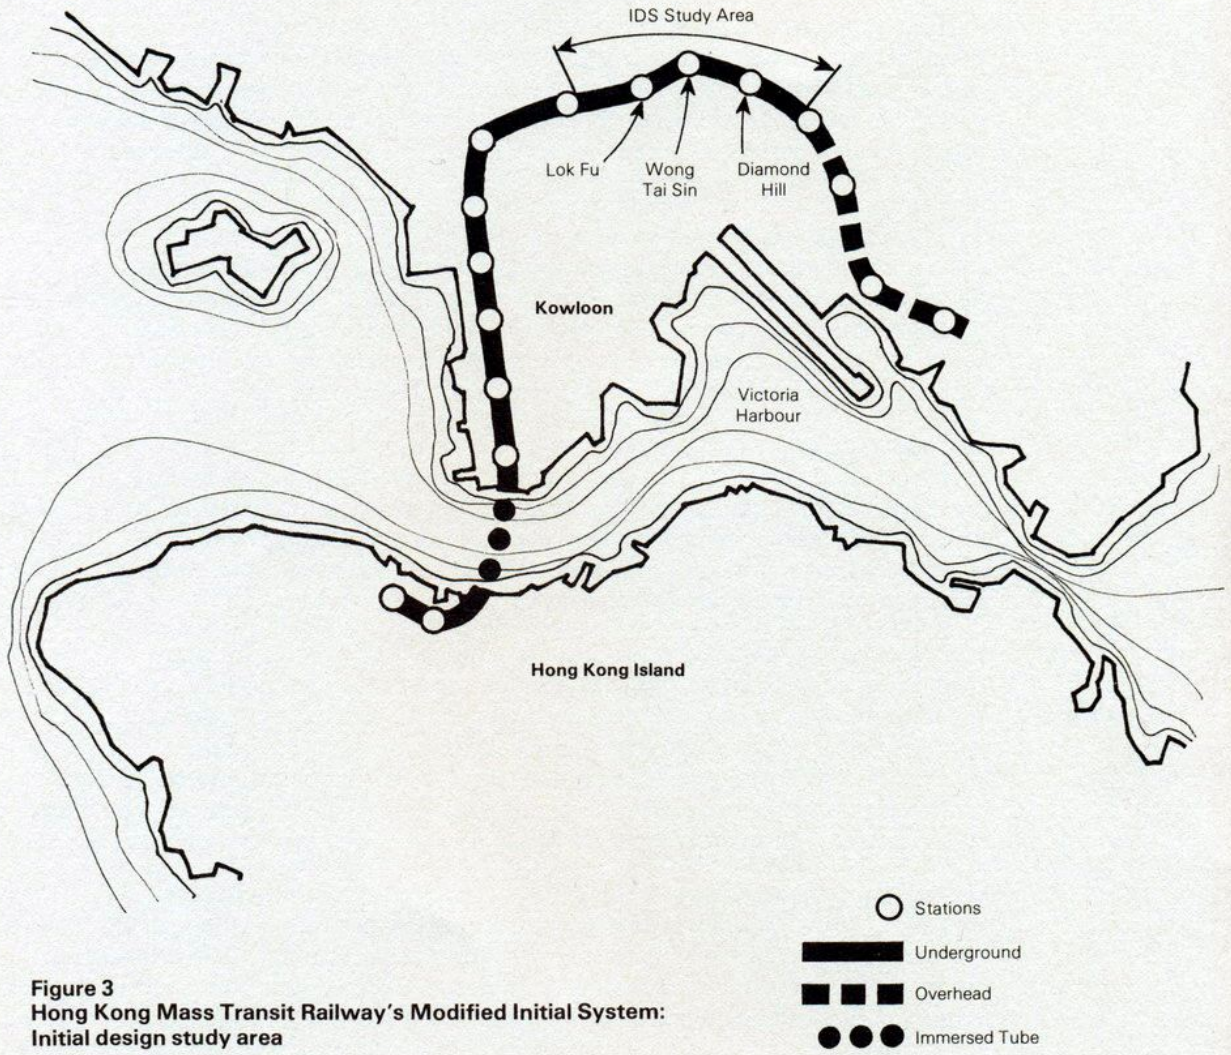 IDS Study Area
Lok Fu
Wong
Tai Sin
Diamond
Hill
Kowloon
Victoria
Harbour
Hong Kong Island
Stations
Underground
Overhead
Immersed Tube
Figure 3
Hong Kong Mass Transit Railway's Modified Initial System:
Initial design study area